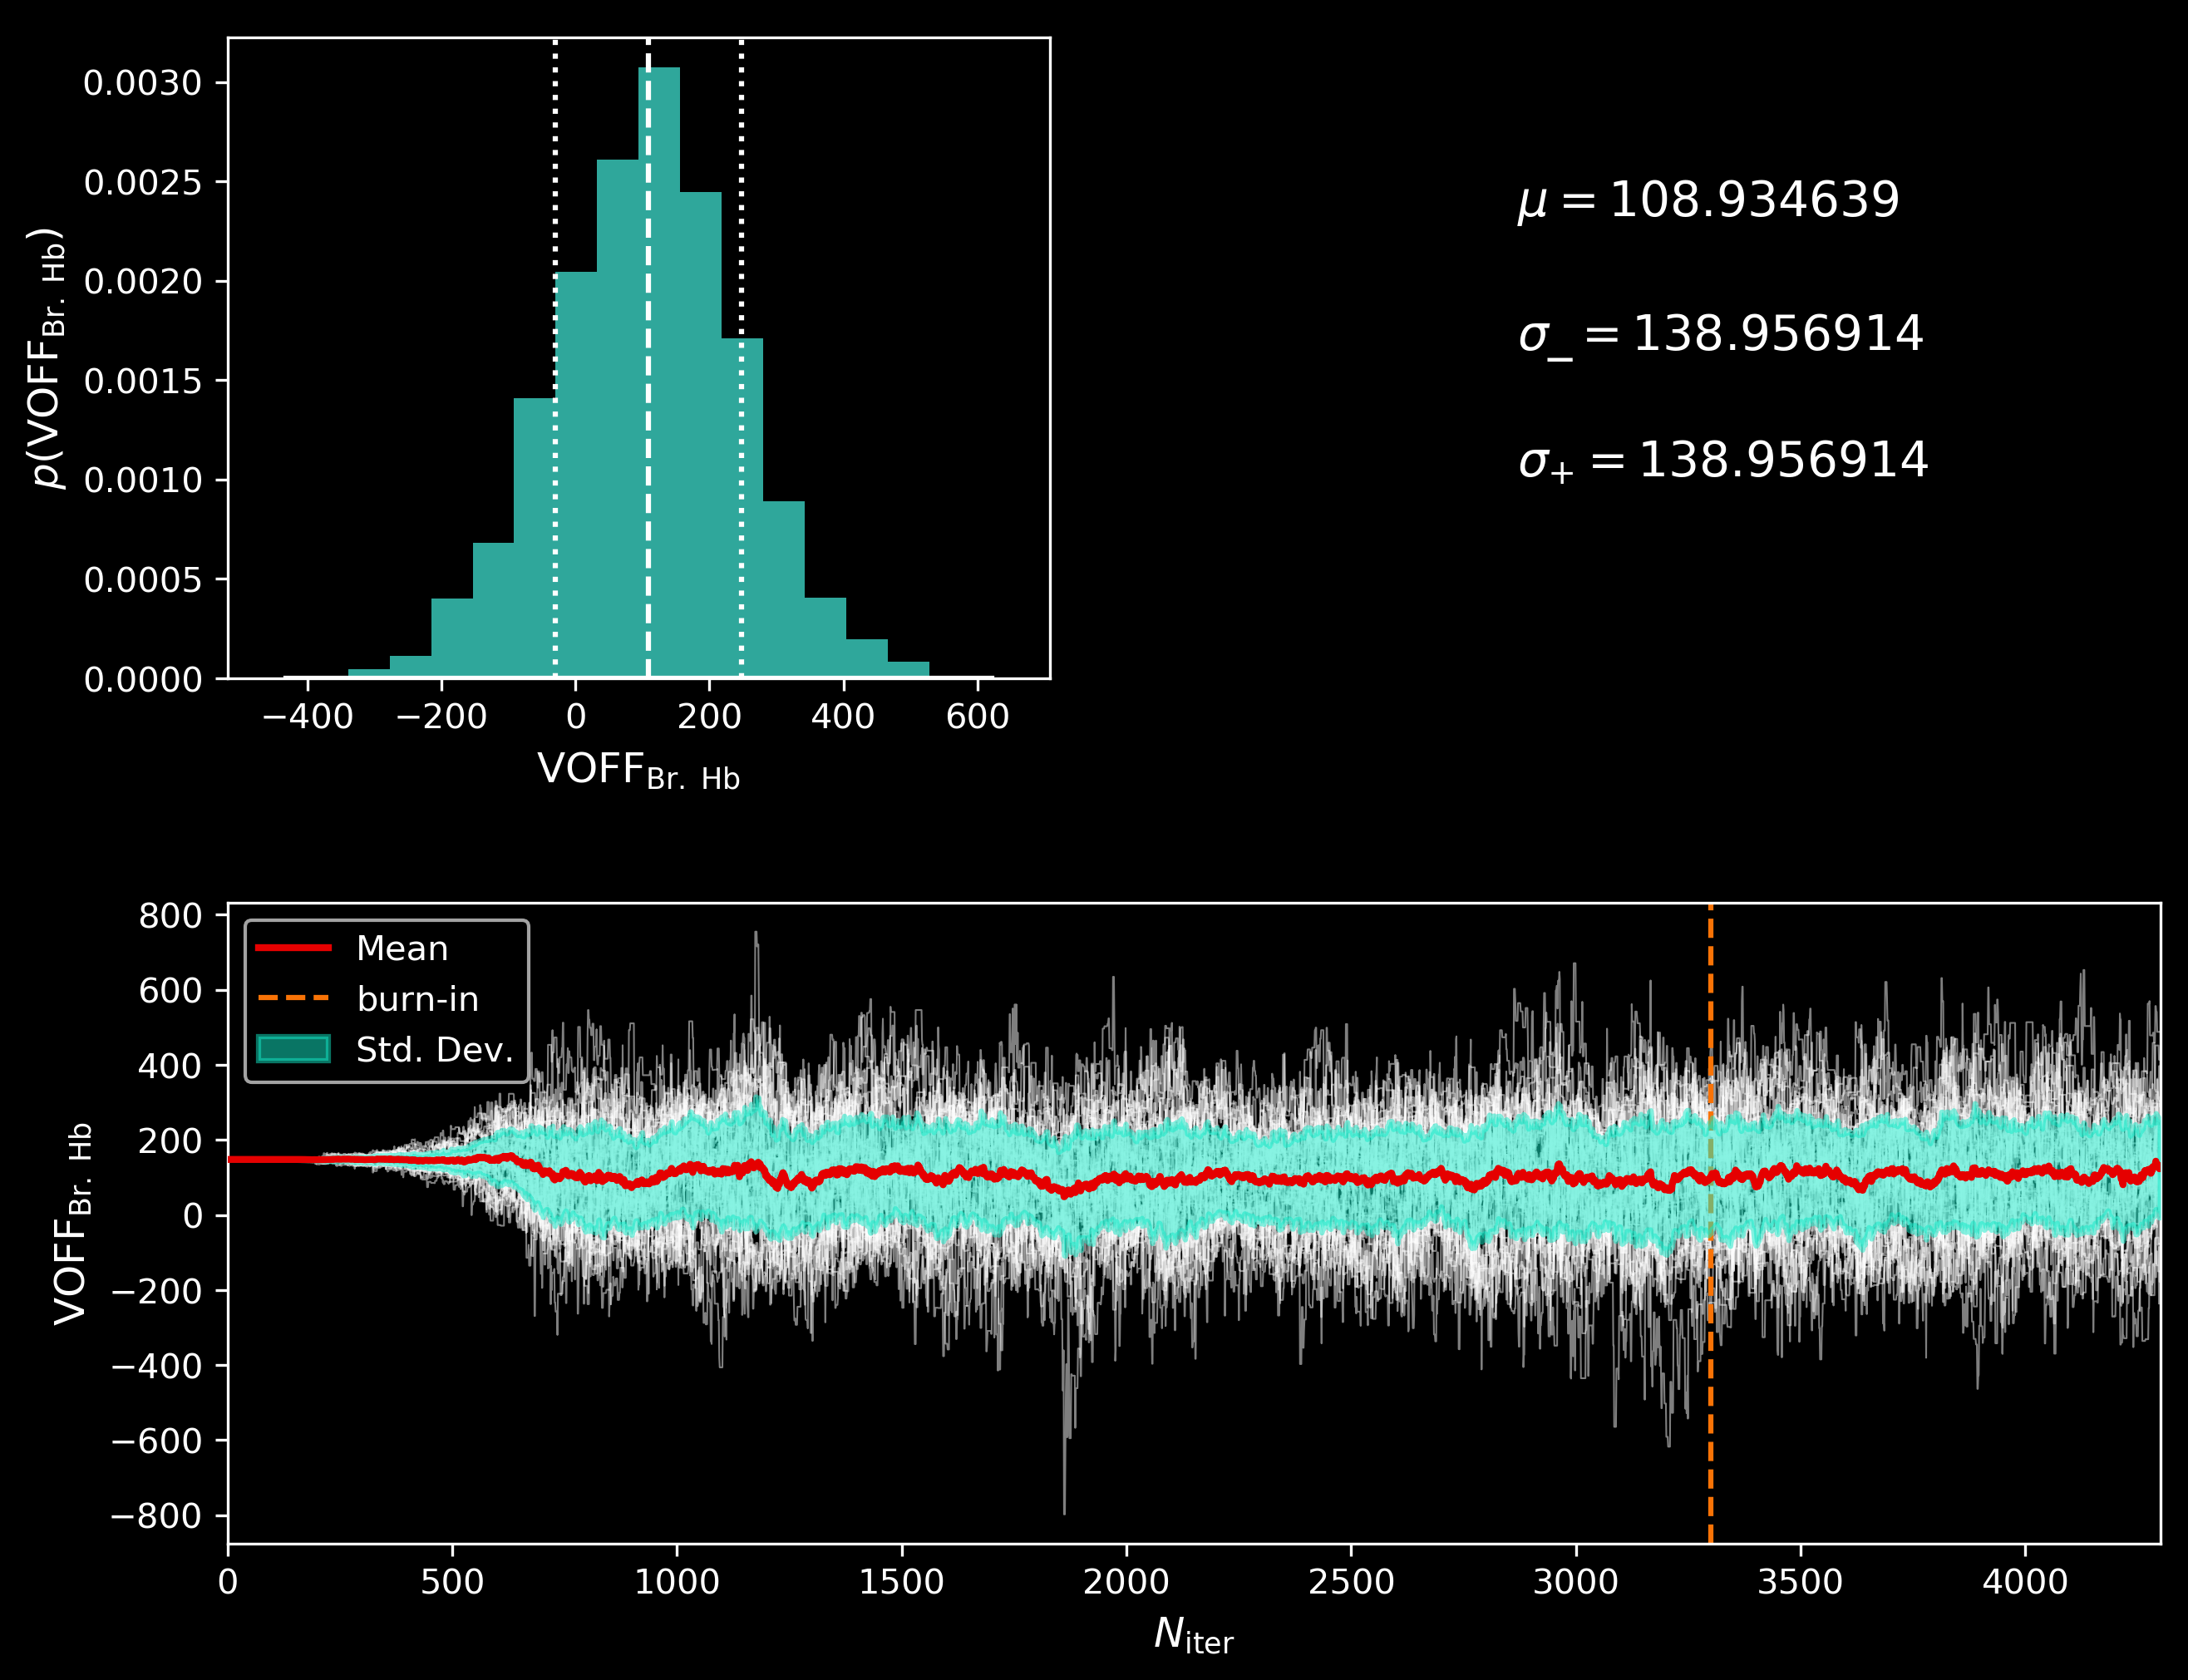 0.0030
0.0025
0.0020
0.0015
0.0010
0.0005
0.0000
p(VOFF_Br. Hb)
−400 −200 0 200 400 600
VOFF_Br. Hb
μ = 108.934639
σ_− = 138.956914
σ_+ = 138.956914
800
600
400
200
0
−200
−400
−600
−800
VOFF_Br. Hb
Mean
burn-in
Std. Dev.
0 500 1000 1500 2000 2500 3000 3500 4000
N_iter